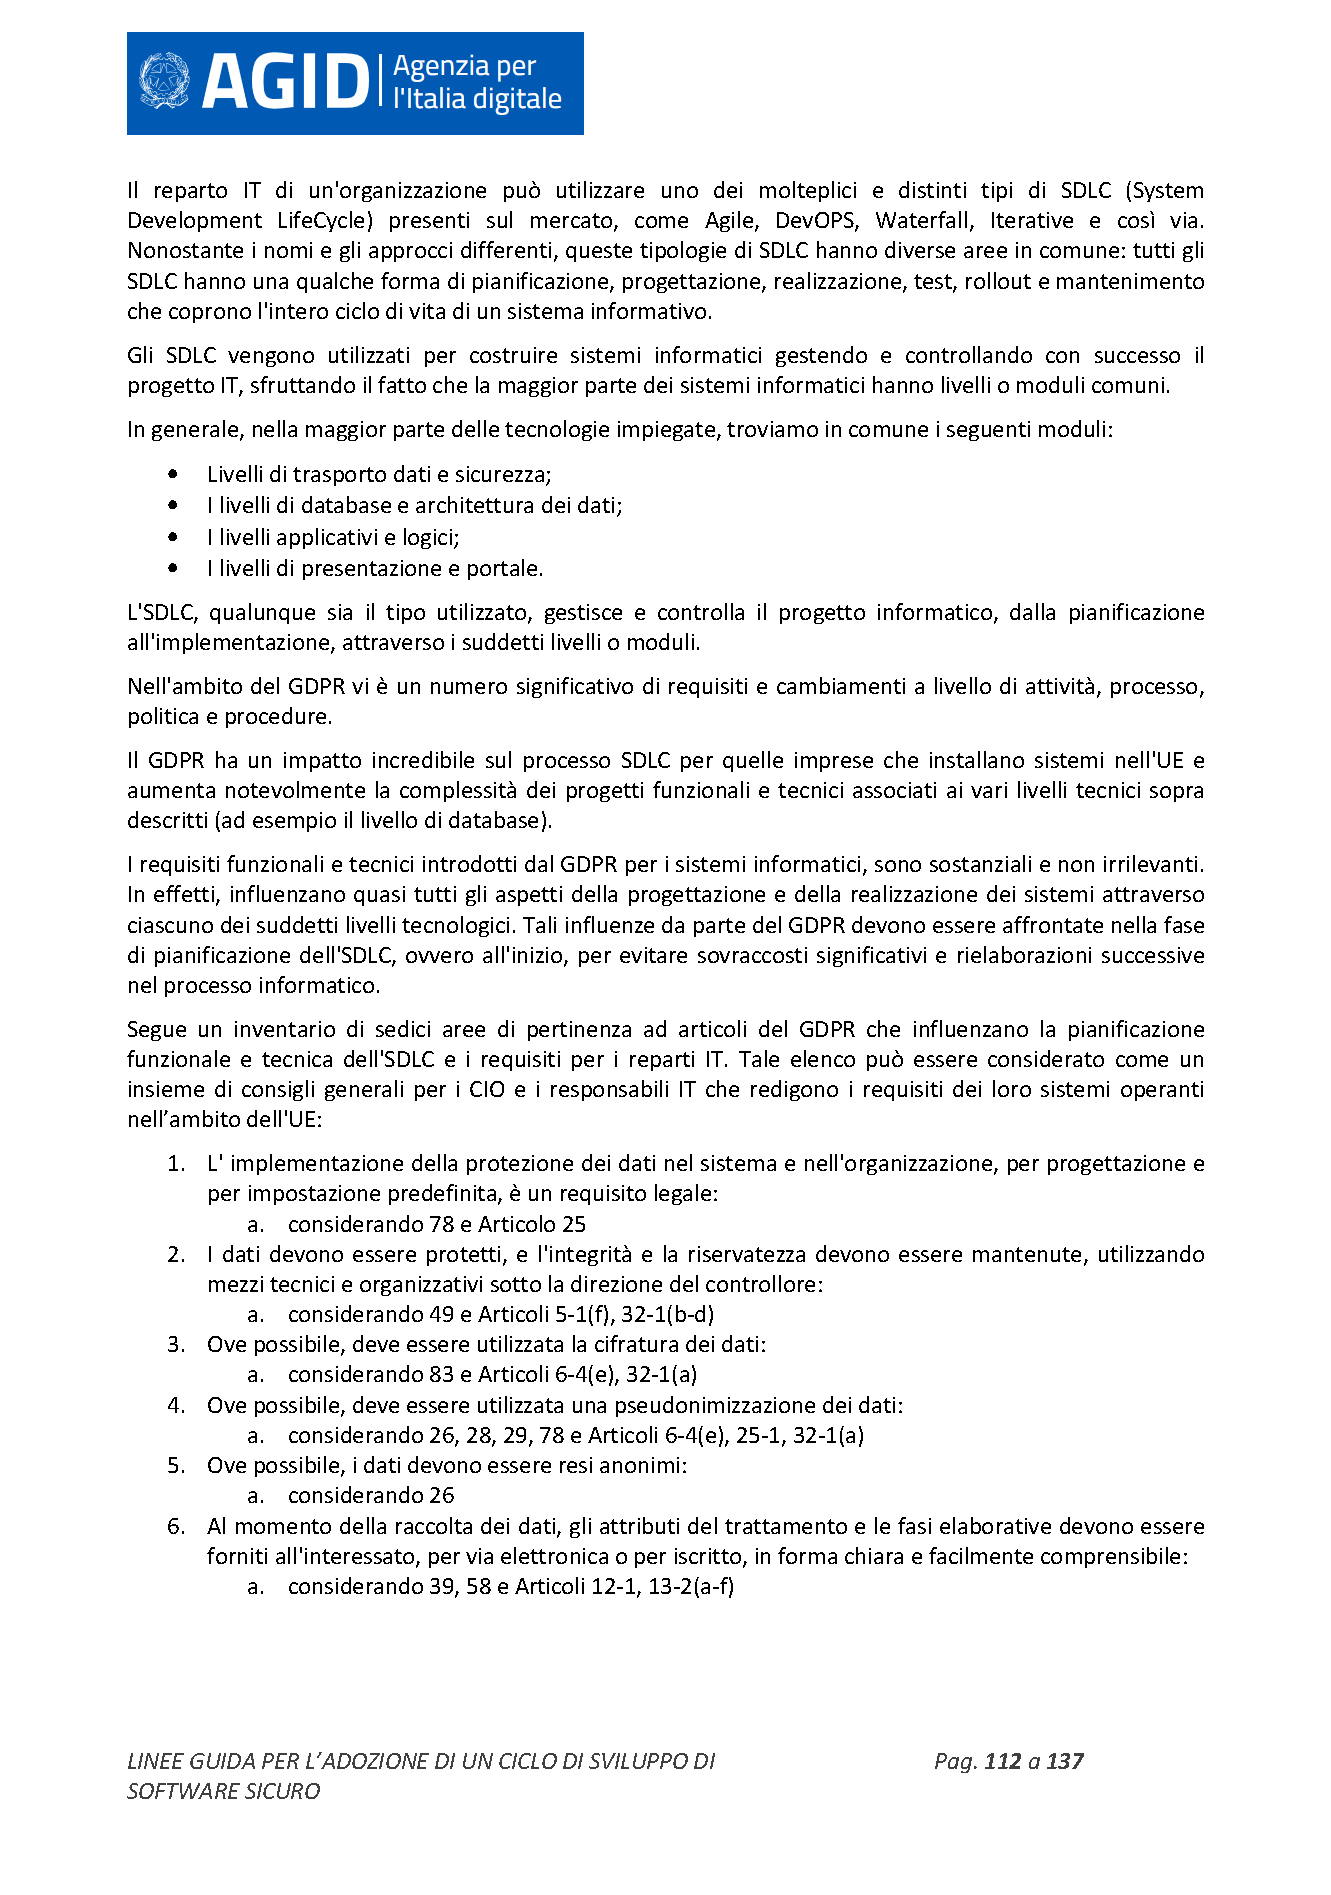 AGID Agenzia per
l'Italia digitale
Il reparto IT di un'organizzazione può utilizzare uno dei molteplici e distinti tipi di SDLC (System
Development LifeCycle) presenti sul mercato, come Agile, DevOPS, Waterfall, Iterative e così via.
Nonostante i nomi e gli approcci differenti, queste tipologie di SDLC hanno diverse aree in comune: tutti gli
SDLC hanno una qualche forma di pianificazione, progettazione, realizzazione, test, rollout e mantenimento
che coprono l'intero ciclo di vita di un sistema informativo.
Gli SDLC vengono utilizzati per costruire sistemi informatici gestendo e controllando con successo il
progetto IT, sfruttando il fatto che la maggior parte dei sistemi informatici hanno livelli o moduli comuni.
In generale, nella maggior parte delle tecnologie impiegate, troviamo in comune i seguenti moduli:
• Livelli di trasporto dati e sicurezza;
• I livelli di database e architettura dei dati;
• I livelli applicativi e logici;
• I livelli di presentazione e portale.
L'SDLC, qualunque sia il tipo utilizzato, gestisce e controlla il progetto informatico, dalla pianificazione
all'implementazione, attraverso i suddetti livelli o moduli.
Nell'ambito del GDPR vi è un numero significativo di requisiti e cambiamenti a livello di attività, processo,
politica e procedure.
Il GDPR ha un impatto incredibile sul processo SDLC per quelle imprese che installano sistemi nell'UE e
aumenta notevolmente la complessità dei progetti funzionali e tecnici associati ai vari livelli tecnici sopra
descritti (ad esempio il livello di database).
I requisiti funzionali e tecnici introdotti dal GDPR per i sistemi informatici, sono sostanziali e non irrilevanti.
In effetti, influenzano quasi tutti gli aspetti della progettazione e della realizzazione dei sistemi attraverso
ciascuno dei suddetti livelli tecnologici. Tali influenze da parte del GDPR devono essere affrontate nella fase
di pianificazione dell'SDLC, ovvero all'inizio, per evitare sovraccosti significativi e rielaborazioni successive
nel processo informatico.
Segue un inventario di sedici aree di pertinenza ad articoli del GDPR che influenzano la pianificazione
funzionale e tecnica dell'SDLC e i requisiti per i reparti IT. Tale elenco può essere considerato come un
insieme di consigli generali per i CIO e i responsabili IT che redigono i requisiti dei loro sistemi operanti
nell’ambito dell'UE:
1. L' implementazione della protezione dei dati nel sistema e nell'organizzazione, per progettazione e
per impostazione predefinita, è un requisito legale:
a. considerando 78 e Articolo 25
2. I dati devono essere protetti, e l'integrità e la riservatezza devono essere mantenute, utilizzando
mezzi tecnici e organizzativi sotto la direzione del controllore:
a. considerando 49 e Articoli 5-1(f), 32-1(b-d)
3. Ove possibile, deve essere utilizzata la cifratura dei dati:
a. considerando 83 e Articoli 6-4(e), 32-1(a)
4. Ove possibile, deve essere utilizzata una pseudonimizzazione dei dati:
a. considerando 26, 28, 29, 78 e Articoli 6-4(e), 25-1, 32-1(a)
5. Ove possibile, i dati devono essere resi anonimi:
a. considerando 26
6. Al momento della raccolta dei dati, gli attributi del trattamento e le fasi elaborative devono essere
forniti all'interessato, per via elettronica o per iscritto, in forma chiara e facilmente comprensibile:
a. considerando 39, 58 e Articoli 12-1, 13-2(a-f)
LINEE GUIDA PER L’ADOZIONE DI UN CICLO DI SVILUPPO DI
SOFTWARE SICURO
Pag. 112 a 137